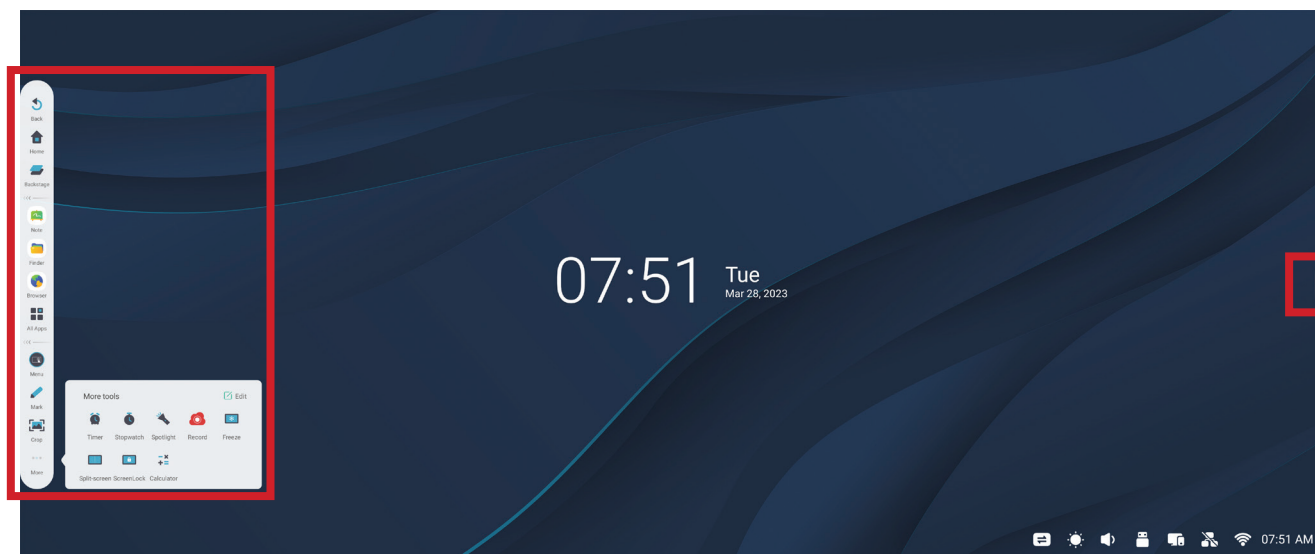 Back
Home
Backstage
Note
Finder
Browser
All Apps
Menu
Mark
Crop
More
More tools Edit
Timer Stopwatch Spotlight Record Freeze
Split-screen ScreenLock Calculator
07:51 Tue
Mar 28, 2023
07:51 AM